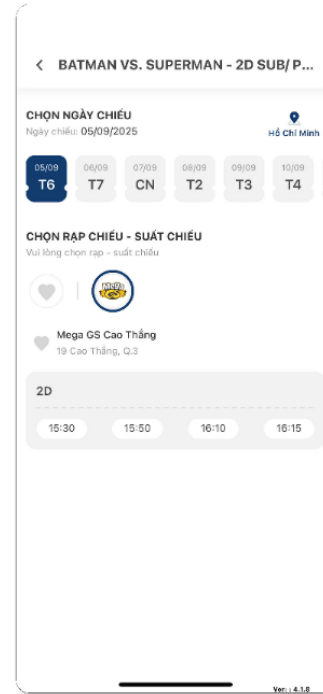 BATMAN VS. SUPERMAN - 2D SUB/ P...
CHỌN NGÀY CHIẾU
Ngày chiếu: 05/09/2025
Hồ Chí Minh
05/09 06/09 07/09 08/09 09/09 10/09
T6 T7 CN T2 T3 T4
CHỌN RẠP CHIẾU - SUẤT CHIẾU
Vui lòng chọn rạp - suất chiếu
Mega GS
Mega GS Cao Thắng
19 Cao Thắng, Q.3
2D
15:30 15:50 16:10 16:15
Ver: : 4.1.8